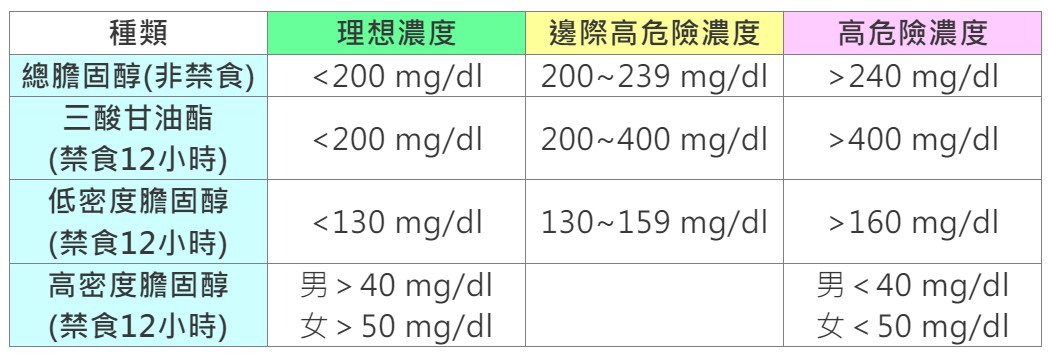 種類 理想濃度 邊際高危險濃度 高危險濃度
總膽固醇(非禁食) <200 mg/dl 200~239 mg/dl >240 mg/dl
三酸甘油酯
(禁食12小時) <200 mg/dl 200~400 mg/dl >400 mg/dl
低密度膽固醇
(禁食12小時) <130 mg/dl 130~159 mg/dl >160 mg/dl
高密度膽固醇 男＞40 mg/dl 男＜40 mg/dl
(禁食12小時) 女＞50 mg/dl 女＜50 mg/dl